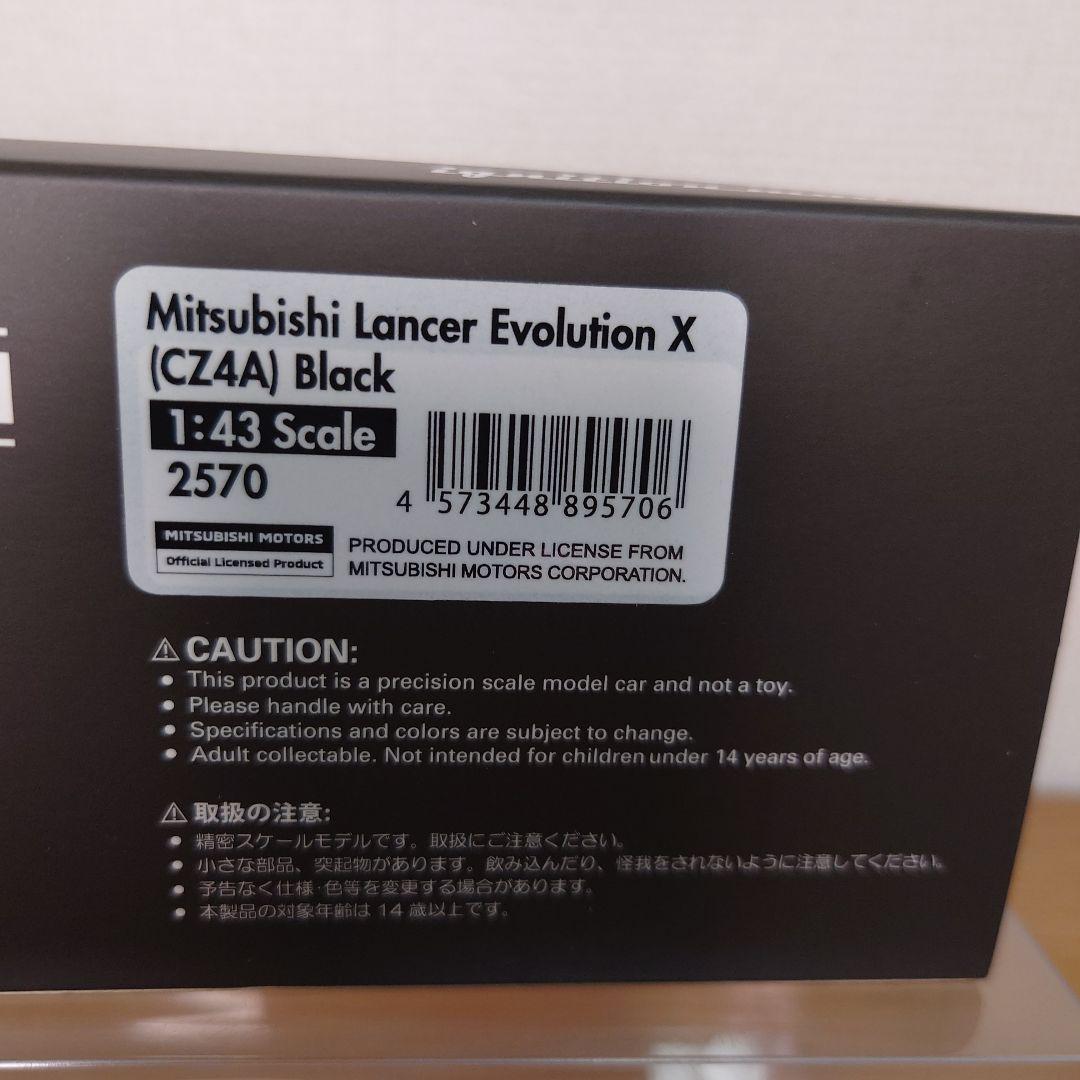 ignition
Mitsubishi Lancer Evolution X
(CZ4A) Black
1:43 Scale
2570
4 573448 895706
MITSUBISHI MOTORS
Official Licensed Product
PRODUCED UNDER LICENSE FROM
MITSUBISHI MOTORS CORPORATION.
⚠ CAUTION:
● This product is a precision scale model car and not a toy.
● Please handle with care.
● Specifications and colors are subject to change.
● Adult collectable. Not intended for children under 14 years of age.
⚠ 取扱の注意:
● 精密スケールモデルです。取扱にご注意ください。
● 小さな部品、突起物があります。飲み込んだり、怪我をされないように注意してください。
● 予告なく仕様·色等を変更する場合があります。
● 本製品の対象年齢は 14 歳以上です。